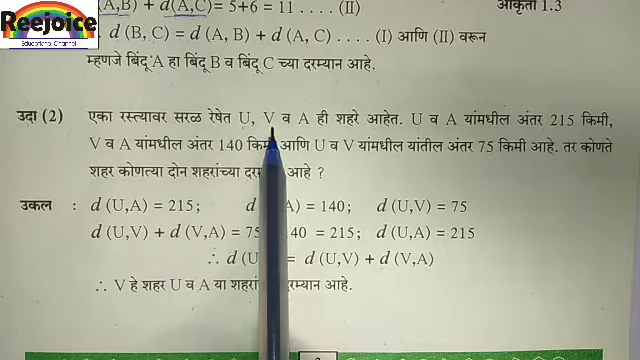 Reejoice
Educational Channel
(A,B) + d(A,C) = 5+6 = 11 . . . . (II)
आकृती 1.3
∴ d (B, C) = d (A, B) + d (A, C) . . . . (I) आणि (II) वरून
म्हणजे बिंदू A हा बिंदू B व बिंदू C च्या दरम्यान आहे.
उदा (2) एका रस्त्यावर सरळ रेषेत U, V व A ही शहरे आहेत. U व A यांमधील अंतर 215 किमी,
V व A यांमधील अंतर 140 किमी आणि U व V यांमधील यांतील अंतर 75 किमी आहे. तर कोणते
शहर कोणत्या दोन शहरांच्या आहे ?
उकल : d (U,A) = 215; d A) = 140; d (U,V) = 75
d (U,V) + d (V,A) = 75 40 = 215; d (U,A) = 215
∴ d (U = d (U,V) + d (V,A)
∴ V हे शहर U व A या दरम्यान आहे.